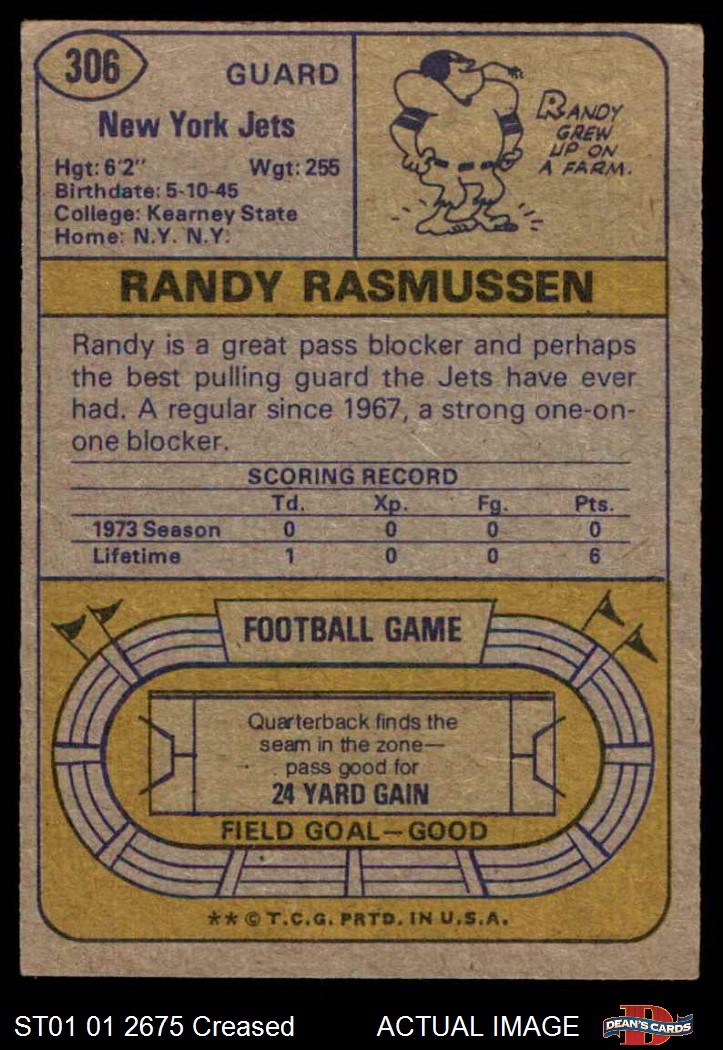 306
GUARD
New York Jets
Hgt: 6'2" Wgt: 255
Birthdate: 5-10-45
College: Kearney State
Home: N.Y. N.Y.
RANDY
GREW
UP ON
A FARM.
RANDY RASMUSSEN
Randy is a great pass blocker and perhaps
the best pulling guard the Jets have ever
had. A regular since 1967, a strong one-on-
one blocker.
SCORING RECORD
Td. Xp. Fg. Pts.
1973 Season 0 0 0 0
Lifetime 1 0 0 6
FOOTBALL GAME
Quarterback finds the
seam in the zone—
pass good for
24 YARD GAIN
FIELD GOAL—GOOD
** © T.C.G. PRTD. IN U.S.A.
ST01 01 2675 Creased ACTUAL IMAGE
D
DEAN'S CARDS